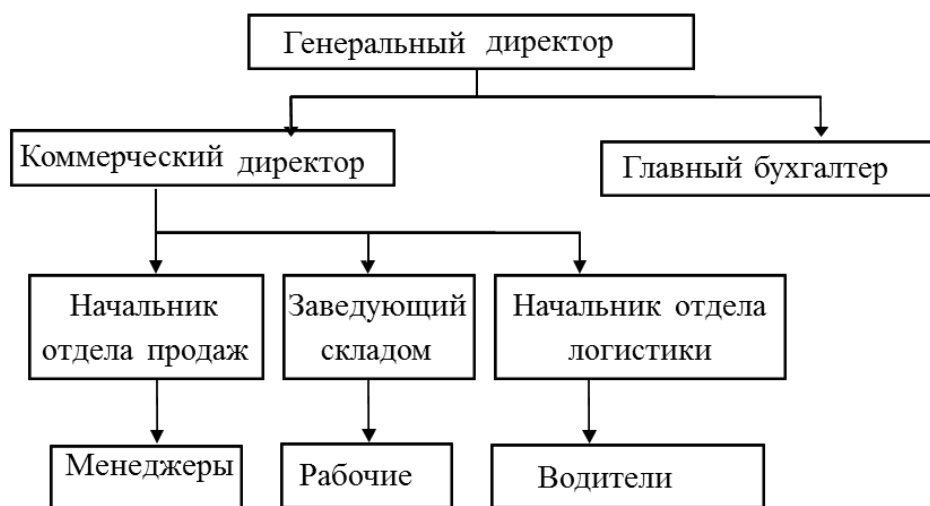 Генеральный директор
Коммерческий директор
Главный бухгалтер
Начальник
отдела продаж
Заведующий
складом
Начальник отдела
логистики
Менеджеры
Рабочие
Водители